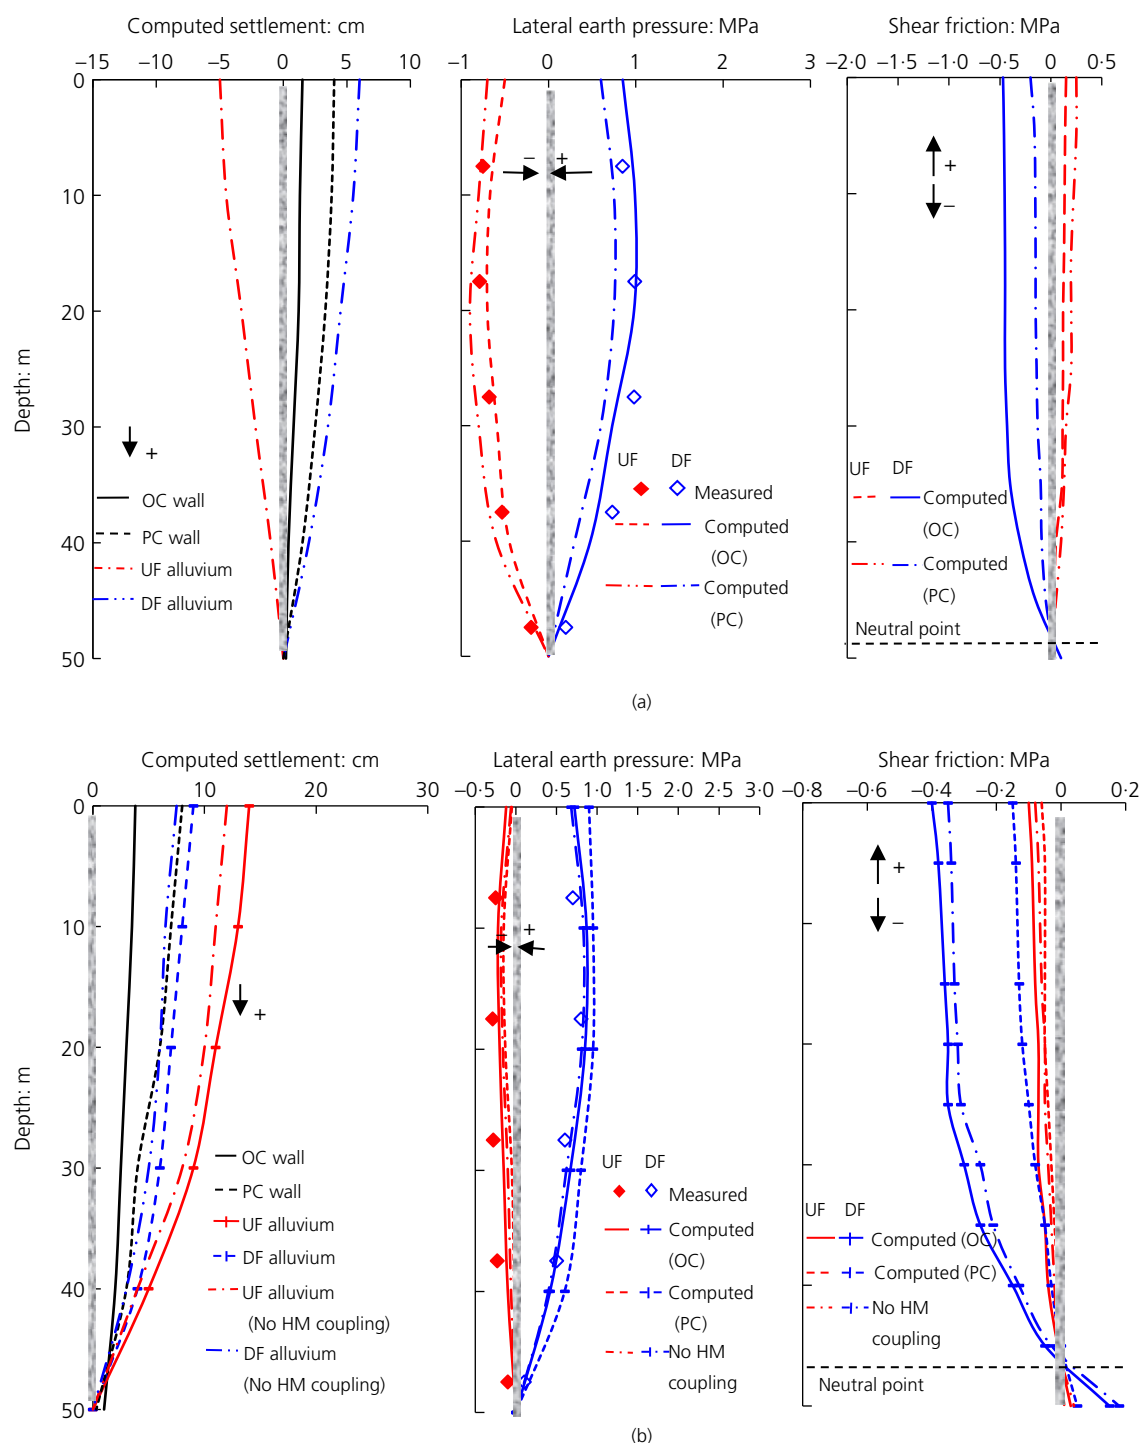 Computed settlement: cm
Lateral earth pressure: MPa
Shear friction: MPa
−15 −10 −5 0 5 10
−1 0 1 2 3
−2·0 −1·5 −1·0 −0·5 0 0·5
0
10
20
30
40
50
Depth: m
+
OC wall
PC wall
UF alluvium
DF alluvium
− +
UF DF
Measured
Computed
(OC)
Computed
(PC)
+
−
UF DF
Computed
(OC)
Computed
(PC)
Neutral point
(a)
Computed settlement: cm
Lateral earth pressure: MPa
Shear friction: MPa
0 10 20 30
−0·5 0 0·5 1·0 1·5 2·0 2·5 3·0
−0·8 −0·6 −0·4 −0·2 0 0·2
0
10
20
30
40
50
Depth: m
+
OC wall
PC wall
UF alluvium
DF alluvium
UF alluvium
(No HM coupling)
DF alluvium
(No HM coupling)
− +
UF DF
Measured
Computed
(OC)
Computed
(PC)
No HM
coupling
+
−
UF DF
Computed (OC)
Computed (PC)
No HM
coupling
Neutral point
(b)